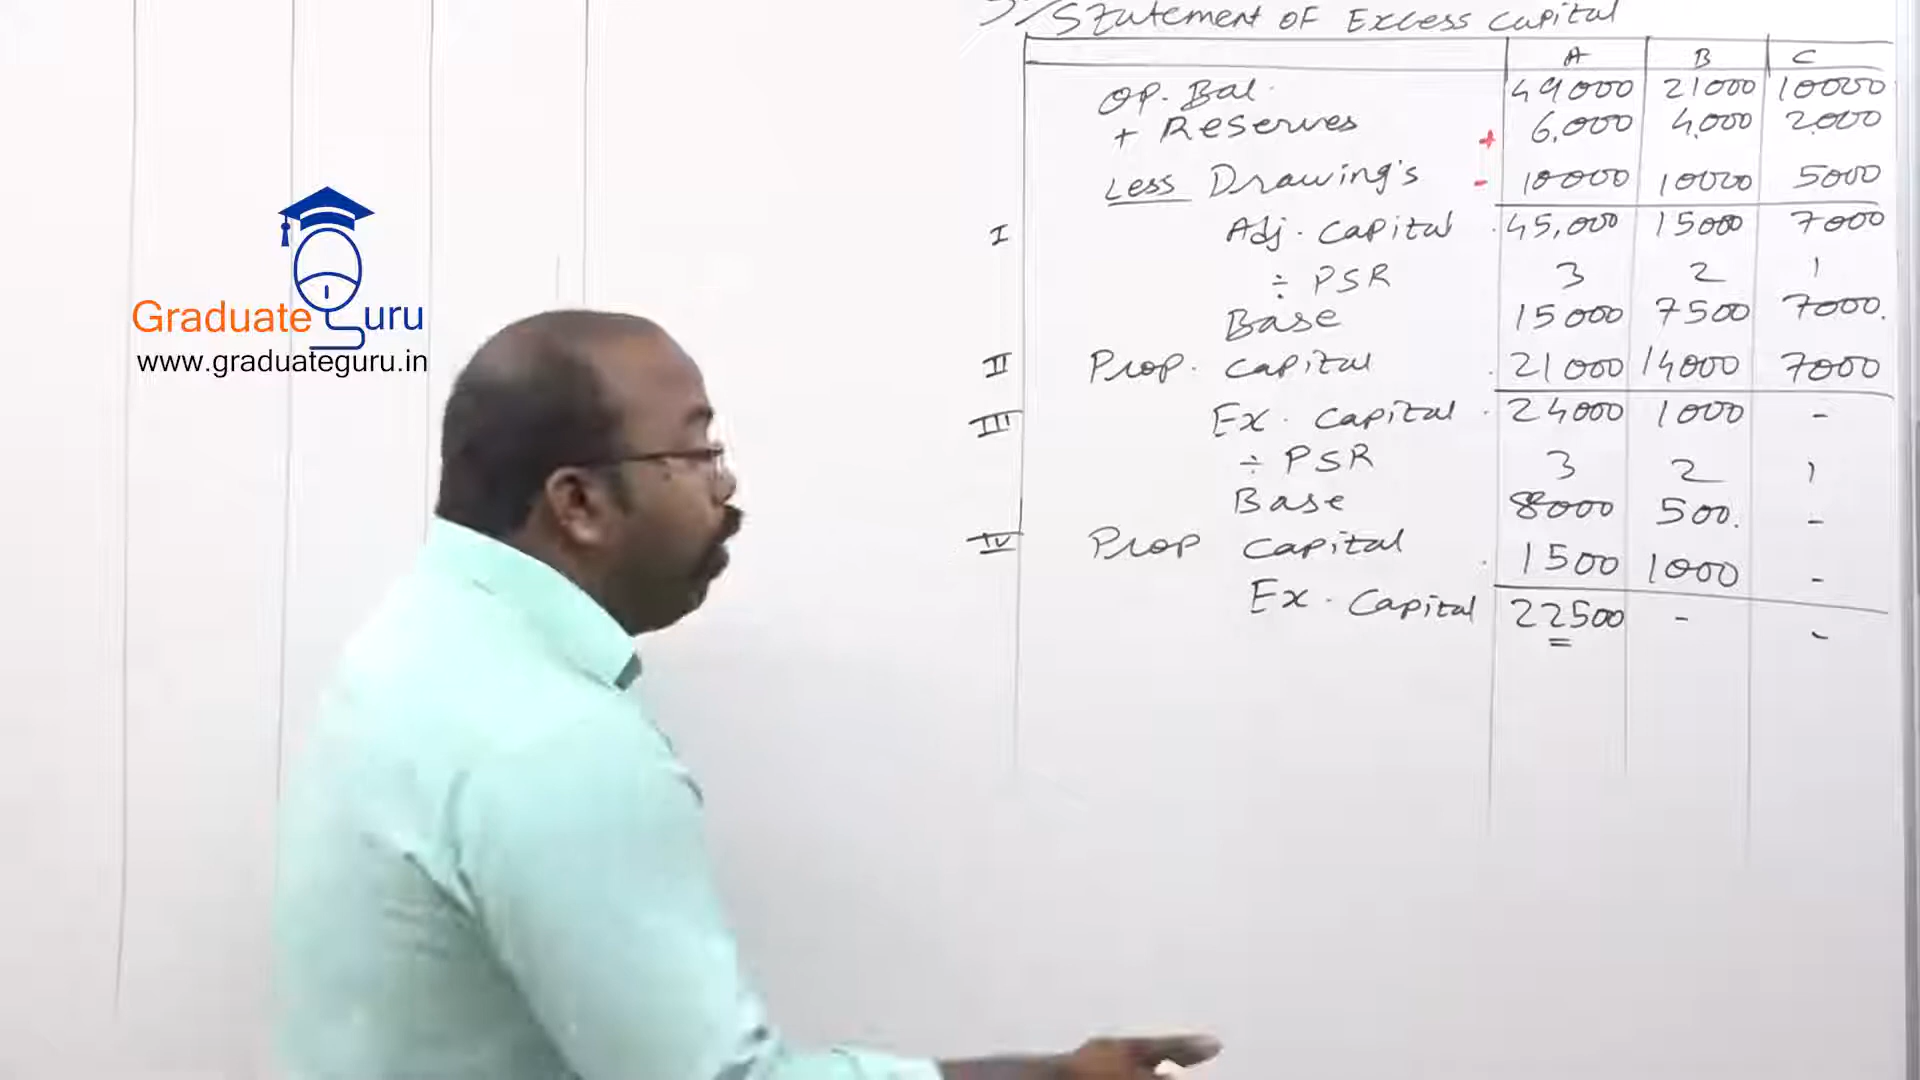 Statement OF Excess Capital
A B C
OP. Bal. 49000 21000 10000
+ Reserves + 6,000 4,000 2000
Less Drawing's - 10000 10000 5000
I Adj. Capital 45,000 15000 7000
÷ PSR 3 2 1
Base 15000 7500 7000.
II Prop. Capital 21000 14000 7000
III Ex. Capital 24000 1000 -
÷ PSR 3 2 1
Base 8000 500. -
IV Prop Capital 1500 1000 -
Ex. Capital 22500 - -
Graduate Guru
www.graduateguru.in